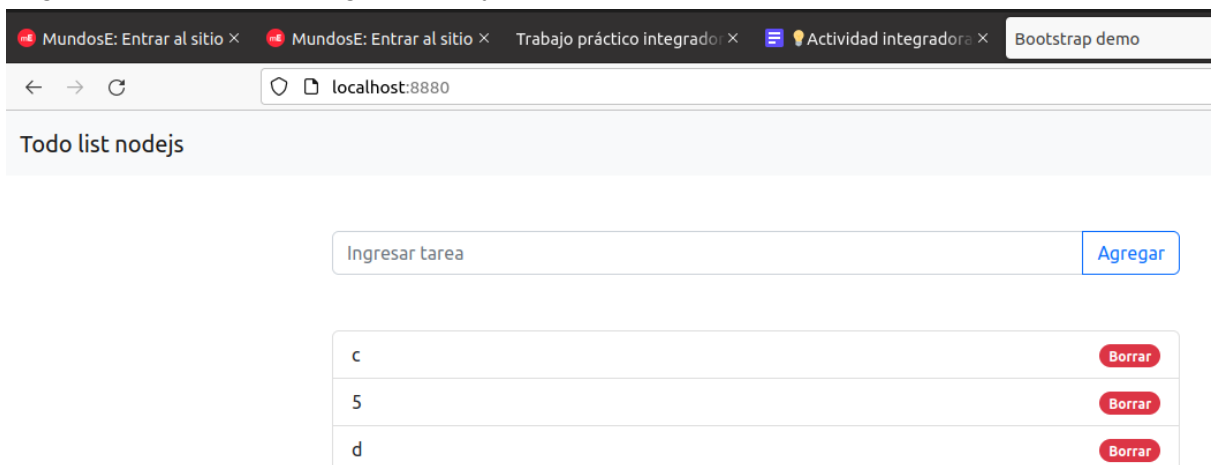 MundosE: Entrar al sitio × MundosE: Entrar al sitio × Trabajo práctico integrador × Actividad integradora × Bootstrap demo
localhost:8880
Todo list nodejs
Ingresar tarea Agregar
c Borrar
5 Borrar
d Borrar